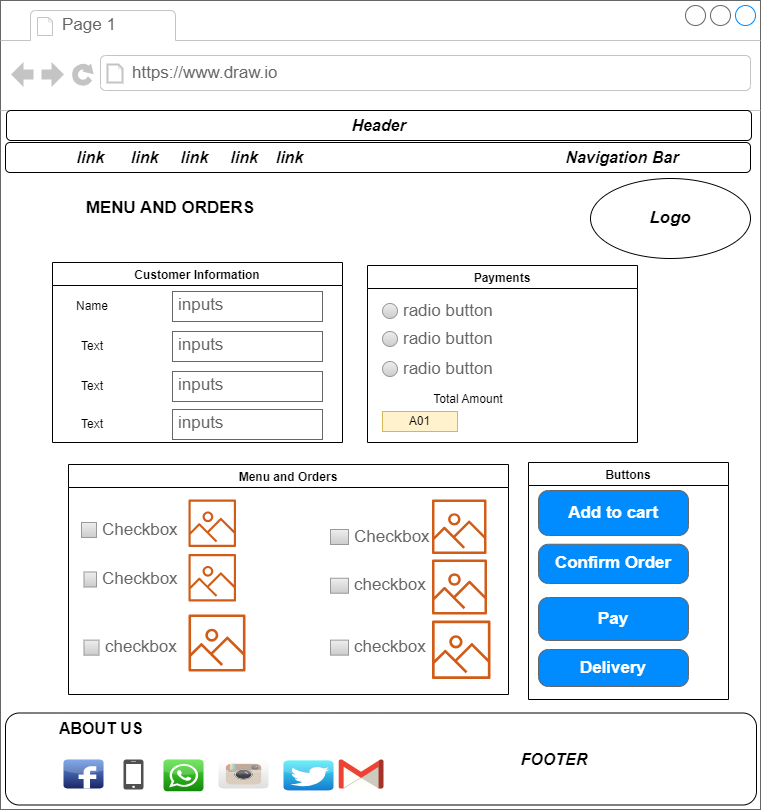 Page 1
https://www.draw.io
Header
link link link link link Navigation Bar
MENU AND ORDERS
Logo
Customer Information
Name inputs
Text inputs
Text inputs
Text inputs
Payments
radio button
radio button
radio button
Total Amount
A01
Menu and Orders
Checkbox Checkbox
Checkbox checkbox
checkbox checkbox
Buttons
Add to cart
Confirm Order
Pay
Delivery
ABOUT US
FOOTER